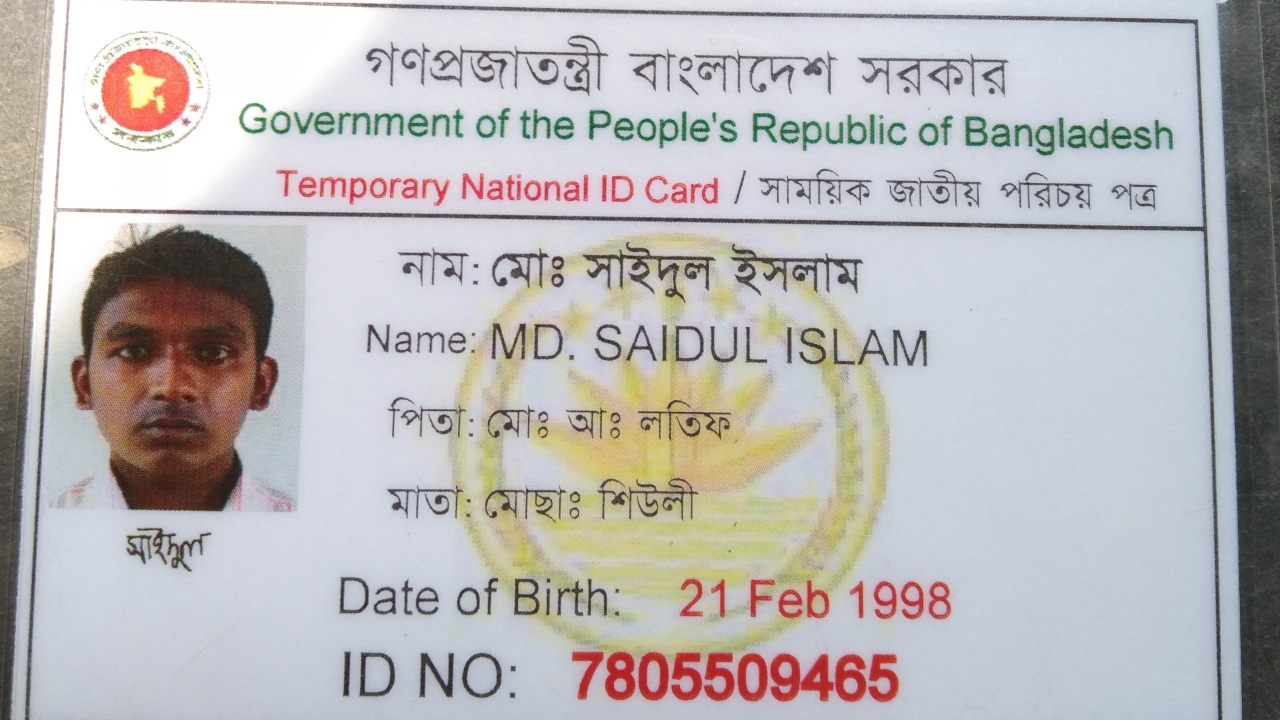 গণপ্রজাতন্ত্রী বাংলাদেশ সরকার
Government of the People's Republic of Bangladesh
Temporary National ID Card / সাময়িক জাতীয় পরিচয় পত্র
নাম: মোঃ সাইদুল ইসলাম
Name: MD. SAIDUL ISLAM
পিতা: মোঃ আঃ লতিফ
মাতা: মোছাঃ শিউলী
সাইদুল
Date of Birth: 21 Feb 1998
ID NO: 7805509465